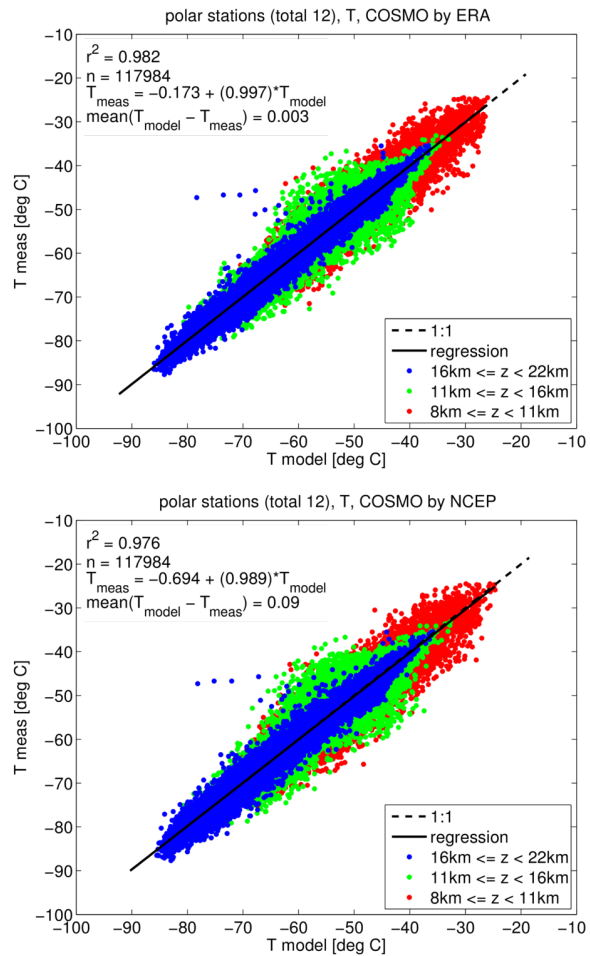 polar stations (total 12), T, COSMO by ERA
−10
−20
−30
−40
−50
−60
−70
−80
−90
−100
T meas [deg C]
r² = 0.982
n = 117984
T_meas = −0.173 + (0.997)*T_model
mean(T_model − T_meas) = 0.003
1:1
regression
16km <= z < 22km
11km <= z < 16km
8km <= z < 11km
−100 −90 −80 −70 −60 −50 −40 −30 −20 −10
T model [deg C]
polar stations (total 12), T, COSMO by NCEP
−10
−20
−30
−40
−50
−60
−70
−80
−90
−100
T meas [deg C]
r² = 0.976
n = 117984
T_meas = −0.694 + (0.989)*T_model
mean(T_model − T_meas) = 0.09
1:1
regression
16km <= z < 22km
11km <= z < 16km
8km <= z < 11km
−100 −90 −80 −70 −60 −50 −40 −30 −20 −10
T model [deg C]